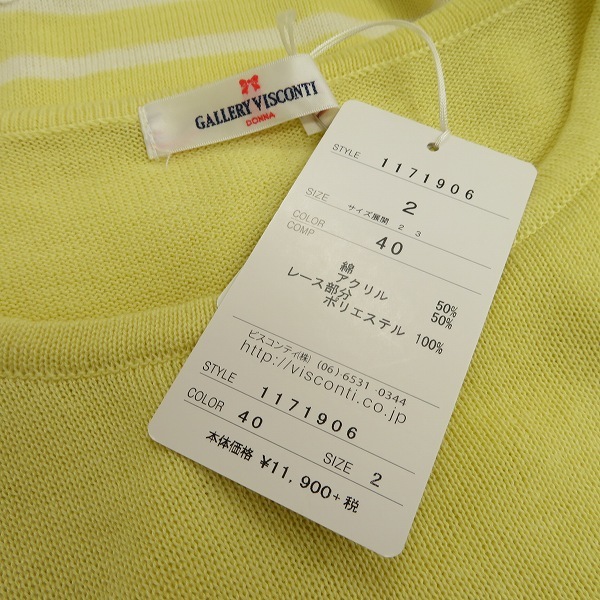 GALLERY VISCONTI
DONNA
STYLE 1171906
SIZE 2
サイズ展開 2 3
COLOR 40
COMP
綿 50%
アクリル 50%
レース部分
ポリエステル 100%
ビスコンティ(株) (06)6531-0344
http://visconti.co.jp
STYLE 1171906
COLOR 40 SIZE 2
本体価格 ¥11,900+税